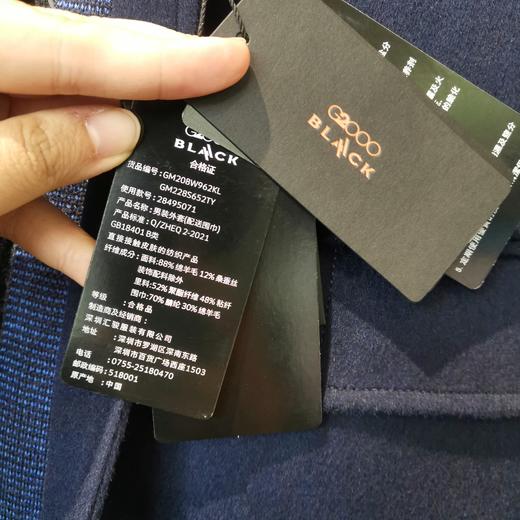 G2000
BLACK
合格证
货品编号:GM208W962KL
GM228S652TY
使用款号:28495071
产品名称:男装外套(配送围巾)
产品标准:Q/ZHEQ 2-2021
GB18401 B类
直接接触皮肤的纺织产品
纤维成分:面料:88% 绵羊毛 12% 桑蚕丝
装饰配料除外
里料:52% 聚酯纤维 48% 粘纤
围巾:70% 腈纶 30% 绵羊毛
等级:合格品
制造商及经销商:
深圳汇骏服装有限公司
地址:深圳市罗湖区深南东路
深圳市百货广场西座1503
电话:0755-25180470
邮政编码:518001
原产地:中国
G2000
BLACK